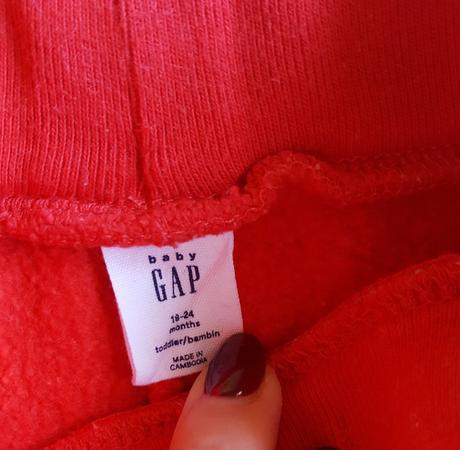 baby
GAP
18-24
months
toddler/bambin
MADE IN
CAMBODIA